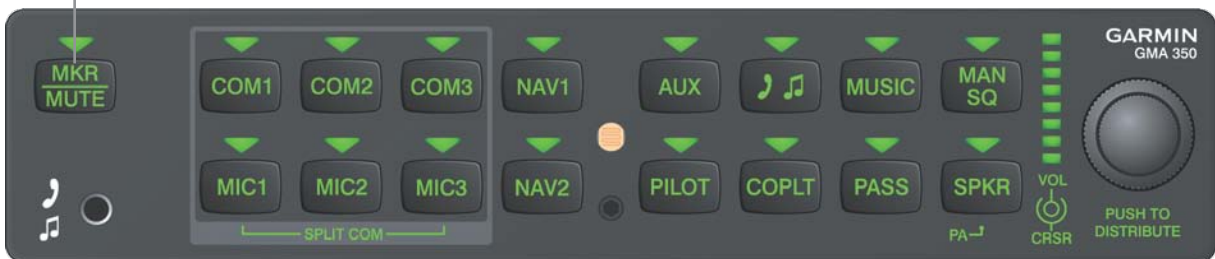 GARMIN
GMA 350
MKR
MUTE
COM1
COM2
COM3
NAV1
AUX
MUSIC
MAN
SQ
MIC1
MIC2
MIC3
NAV2
PILOT
COPLT
PASS
SPKR
VOL
CRSR
PUSH TO
DISTRIBUTE
SPLIT COM
PA